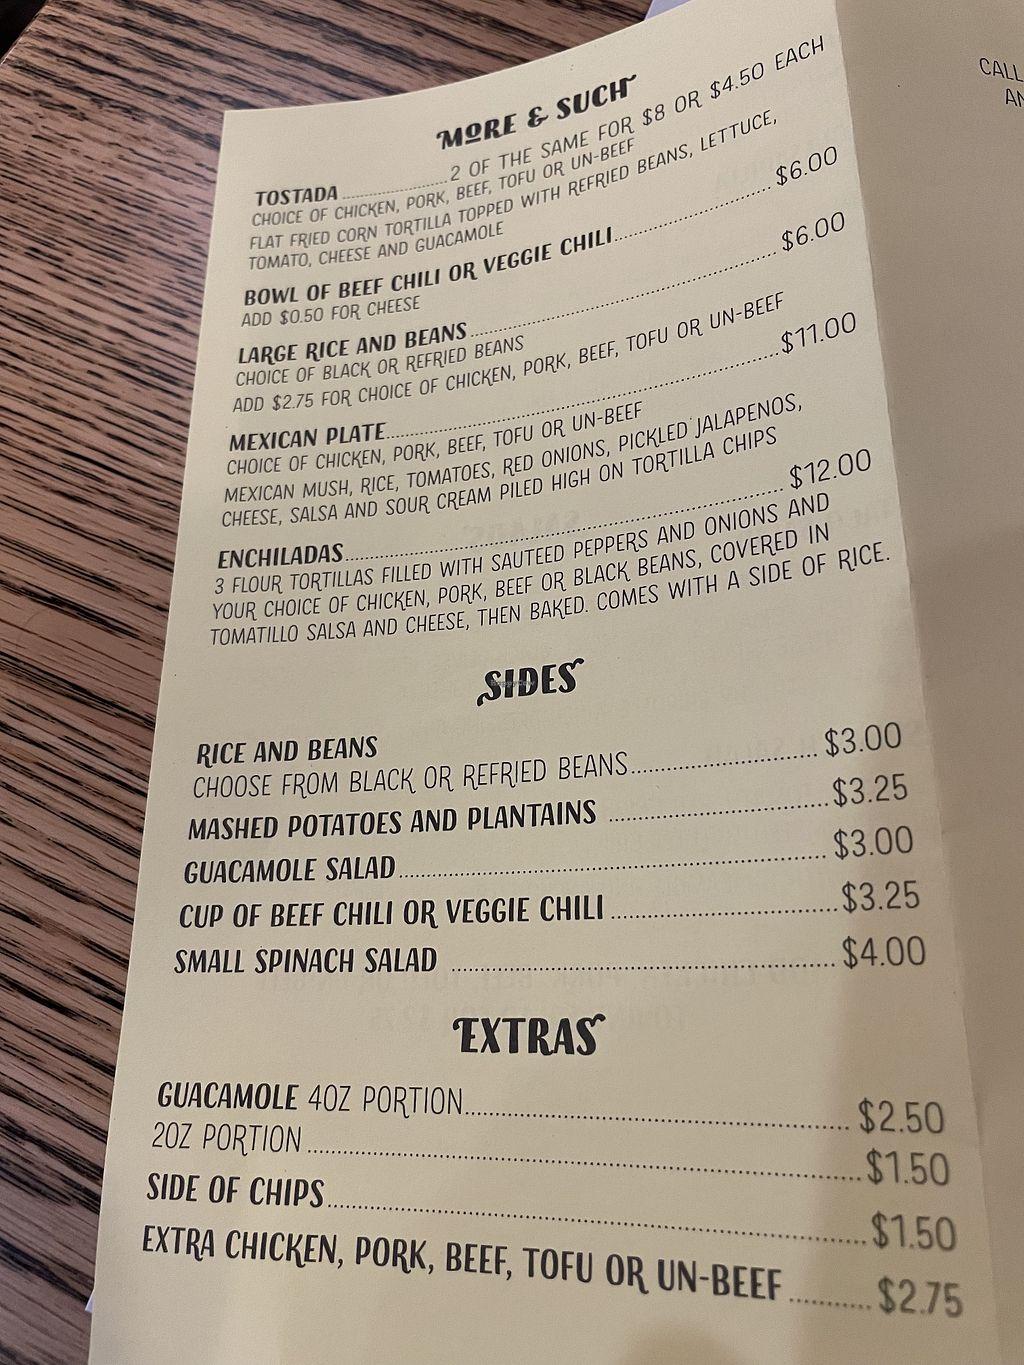 MORE & SUCH
TOSTADA....................2 OF THE SAME FOR $8 OR $4.50 EACH
CHOICE OF CHICKEN, PORK, BEEF, TOFU OR UN-BEEF
FLAT FRIED CORN TORTILLA TOPPED WITH REFRIED BEANS, LETTUCE,
TOMATO, CHEESE AND GUACAMOLE
BOWL OF BEEF CHILI OR VEGGIE CHILI..............................$6.00
ADD $0.50 FOR CHEESE
LARGE RICE AND BEANS..............................$6.00
CHOICE OF BLACK OR REFRIED BEANS
ADD $2.75 FOR CHOICE OF CHICKEN, PORK, BEEF, TOFU OR UN-BEEF
MEXICAN PLATE..............................$11.00
CHOICE OF CHICKEN, PORK, BEEF, TOFU OR UN-BEEF
MEXICAN MUSH, RICE, TOMATOES, RED ONIONS, PICKLED JALAPENOS,
CHEESE, SALSA AND SOUR CREAM PILED HIGH ON TORTILLA CHIPS
ENCHILADAS..............................$12.00
3 FLOUR TORTILLAS FILLED WITH SAUTEED PEPPERS AND ONIONS AND
YOUR CHOICE OF CHICKEN, PORK, BEEF OR BLACK BEANS, COVERED IN
TOMATILLO SALSA AND CHEESE, THEN BAKED. COMES WITH A SIDE OF RICE.
SIDES
RICE AND BEANS
CHOOSE FROM BLACK OR REFRIED BEANS..............................$3.00
MASHED POTATOES AND PLANTAINS ..............................$3.25
GUACAMOLE SALAD..............................$3.00
CUP OF BEEF CHILI OR VEGGIE CHILI..............................$3.25
SMALL SPINACH SALAD ..............................$4.00
EXTRAS
GUACAMOLE 4OZ PORTION..............................$2.50
2OZ PORTION..............................$1.50
SIDE OF CHIPS..............................$1.50
EXTRA CHICKEN, PORK, BEEF, TOFU OR UN-BEEF...........$2.75
CALL